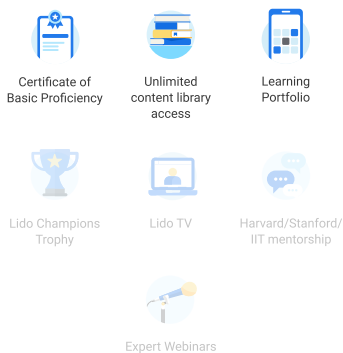 Certificate of
Basic Proficiency
Unlimited
content library
access
Learning
Portfolio
Lido Champions
Trophy
Lido TV
Harvard/Stanford/
IIT mentorship
Expert Webinars